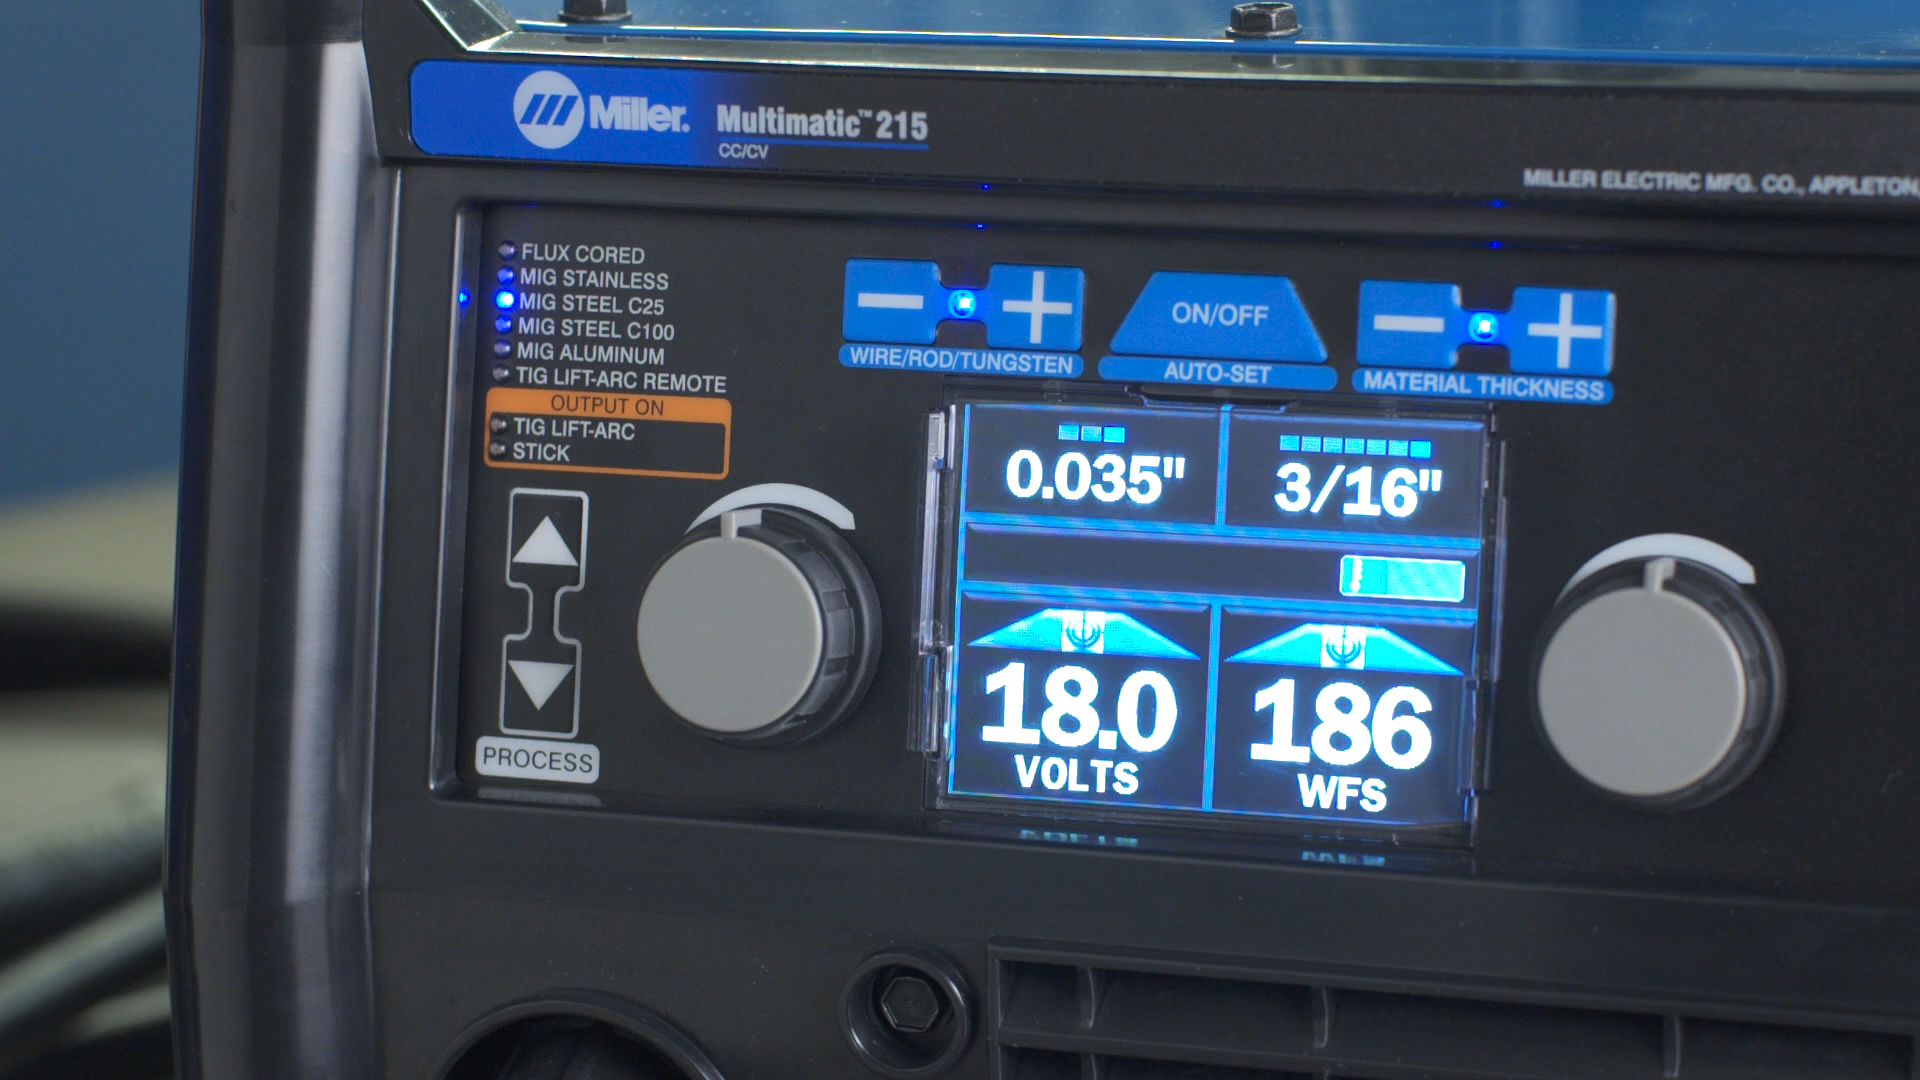 Miller. Multimatic™ 215
CC/CV
MILLER ELECTRIC MFG. CO., APPLETON,
FLUX CORED
MIG STAINLESS
MIG STEEL C25
MIG STEEL C100
MIG ALUMINUM
TIG LIFT-ARC REMOTE
OUTPUT ON
TIG LIFT-ARC
STICK
PROCESS
WIRE/ROD/TUNGSTEN
ON/OFF
AUTO-SET
MATERIAL THICKNESS
0.035" 3/16"
18.0 186
VOLTS WFS